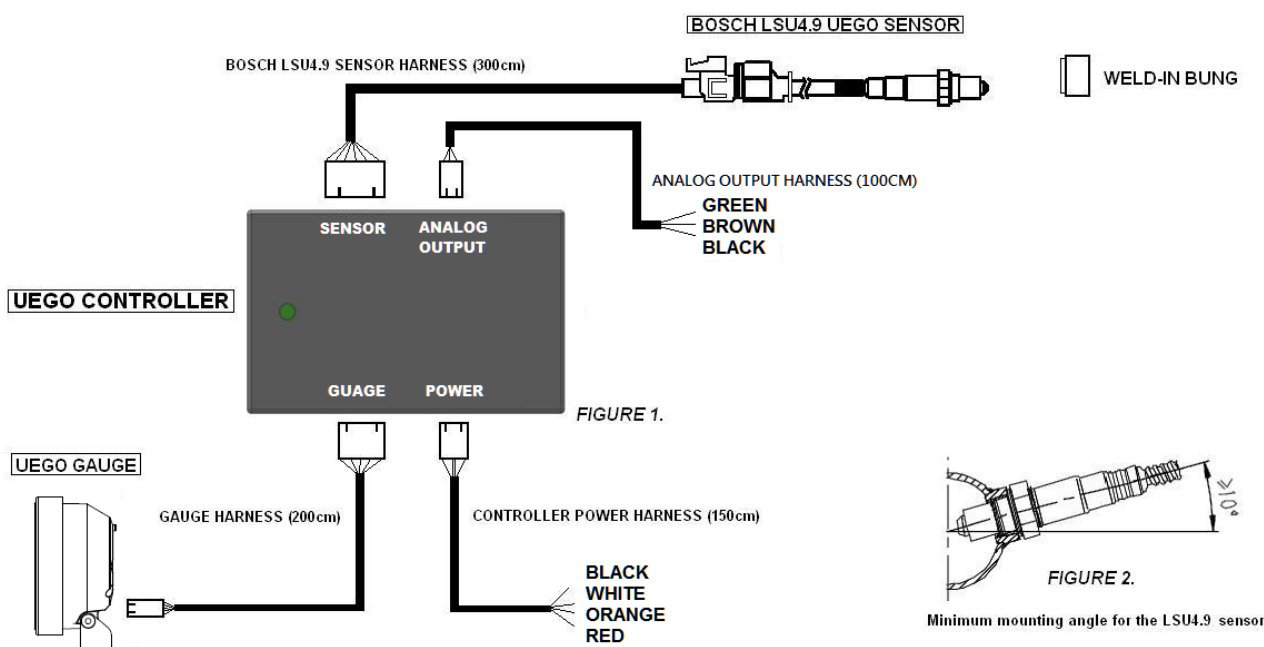 BOSCH LSU4.9 UEGO SENSOR
BOSCH LSU4.9 SENSOR HARNESS (300cm)
WELD-IN BUNG
ANALOG OUTPUT HARNESS (100CM)
GREEN
BROWN
BLACK
SENSOR
ANALOG
OUTPUT
UEGO CONTROLLER
GUAGE
POWER
FIGURE 1.
UEGO GAUGE
GAUGE HARNESS (200cm)
CONTROLLER POWER HARNESS (150cm)
BLACK
WHITE
ORANGE
RED
≥10°
FIGURE 2.
Minimum mounting angle for the LSU4.9 sensor